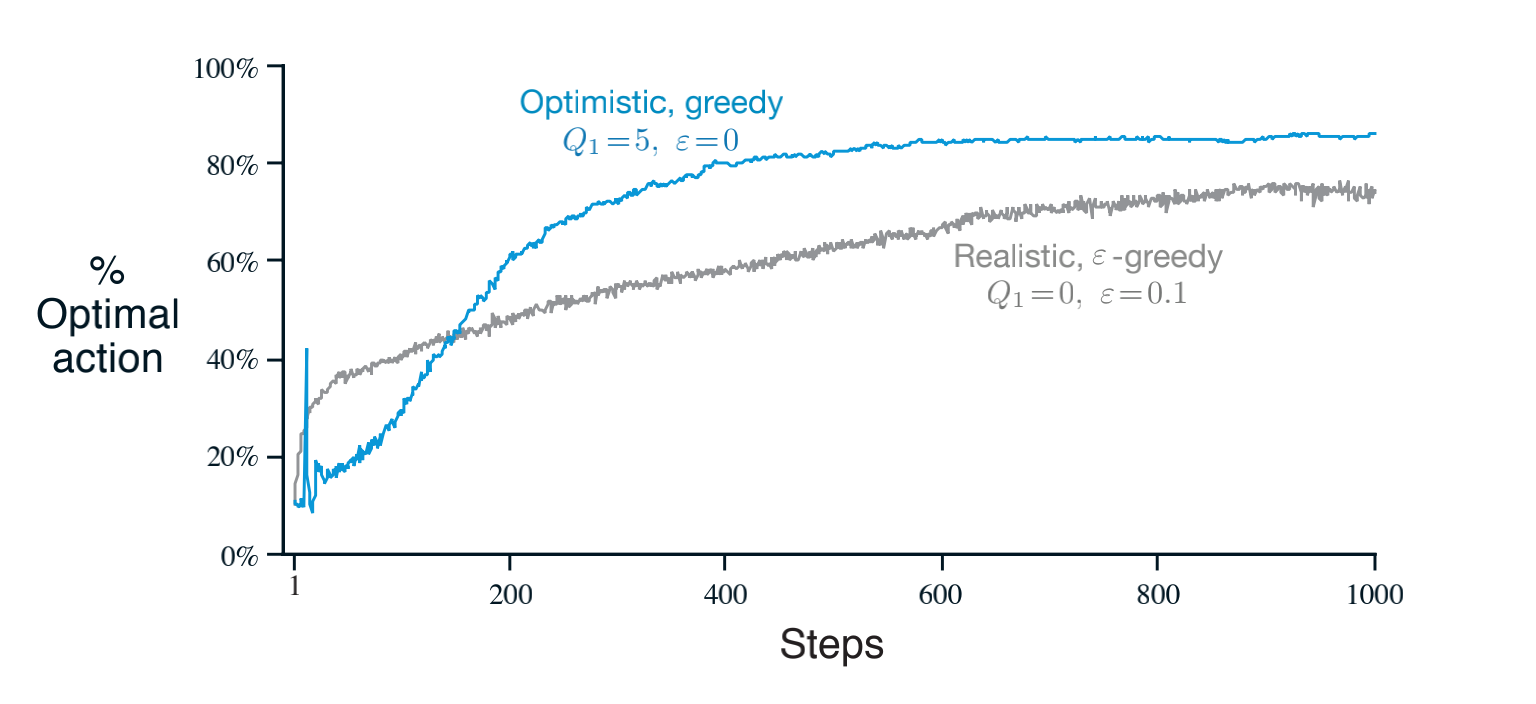 100%
80%
60%
40%
20%
0%
%
Optimal
action
Optimistic, greedy
Q₁ = 5, ε = 0
Realistic, ε-greedy
Q₁ = 0, ε = 0.1
1
200
400
600
800
1000
Steps